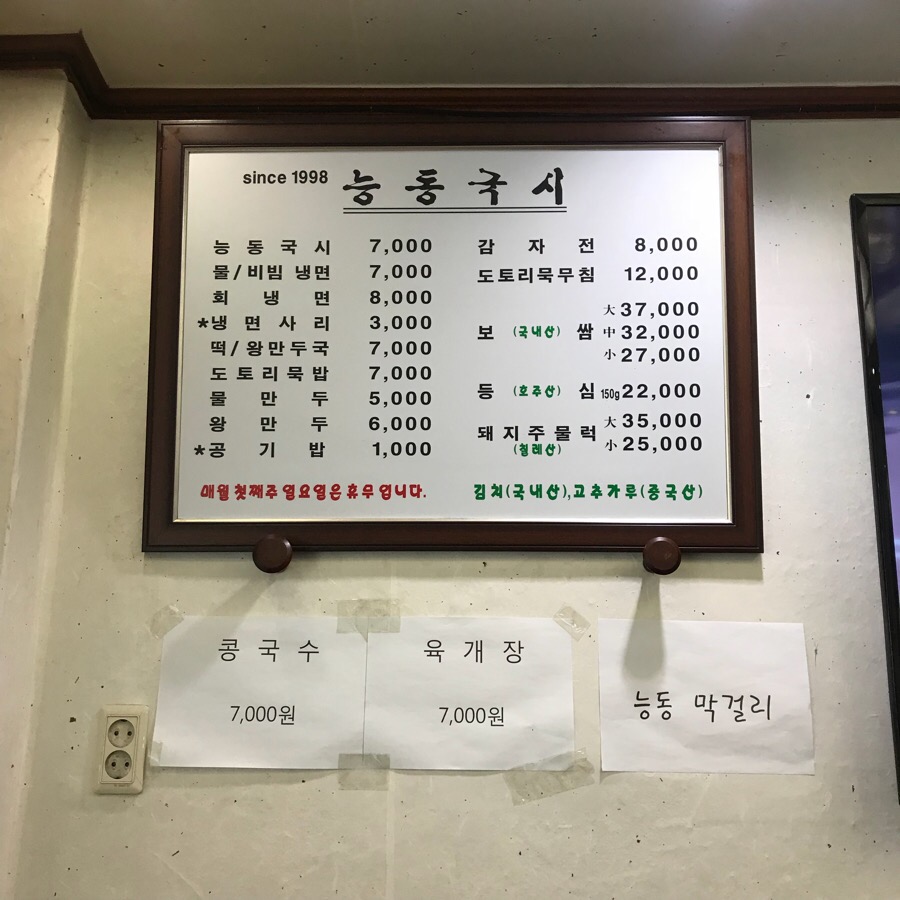 since 1998 능동국시
능동국시 7,000
물/비빔 냉면 7,000
회냉면 8,000
*냉면사리 3,000
떡/왕만두국 7,000
도토리묵밥 7,000
물만두 5,000
왕만두 6,000
*공기밥 1,000
매월 첫째주 일요일은 휴무 입니다.
감자전 8,000
도토리묵무침 12,000
大 37,000
보 (국내산) 쌈 中 32,000
小 27,000
등 (호주산) 심 150g 22,000
大 35,000
돼지주물럭
小 25,000
(칠레산)
김치(국내산),고추가루(중국산)
콩국수
7,000원
육개장
7,000원
능동 막걸리